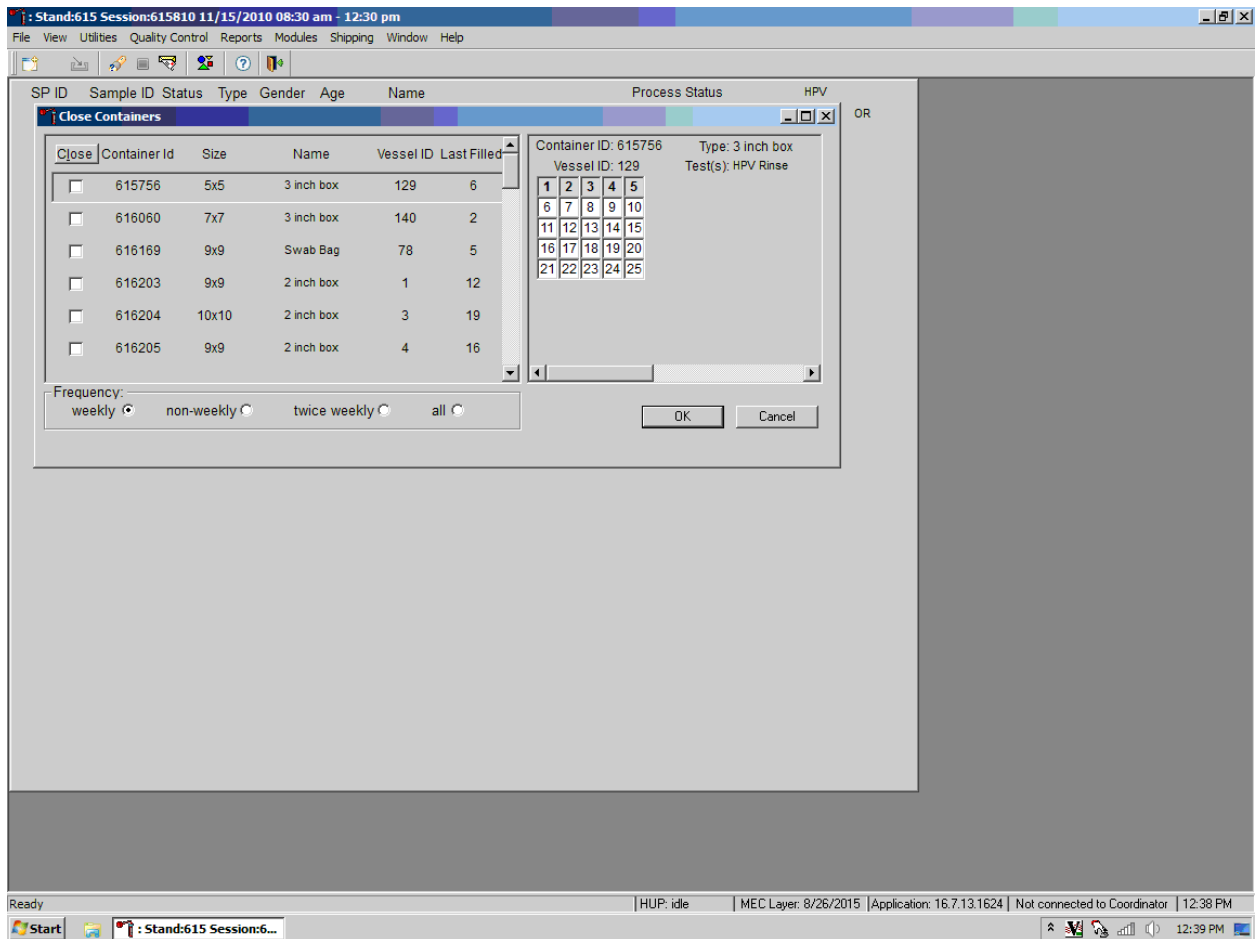 : Stand:615 Session:615810 11/15/2010 08:30 am - 12:30 pm
File View Utilities Quality Control Reports Modules Shipping Window Help
SP ID Sample ID Status Type Gender Age Name Process Status HPV
OR
Close Containers
Close Container Id Size Name Vessel ID Last Filled
615756 5x5 3 inch box 129 6
616060 7x7 3 inch box 140 2
616169 9x9 Swab Bag 78 5
616203 9x9 2 inch box 1 12
616204 10x10 2 inch box 3 19
616205 9x9 2 inch box 4 16
Container ID: 615756 Type: 3 inch box
Vessel ID: 129 Test(s): HPV Rinse
1 2 3 4 5
6 7 8 9 10
11 12 13 14 15
16 17 18 19 20
21 22 23 24 25
Frequency:
weekly non-weekly twice weekly all
OK Cancel
Ready HUP: idle MEC Layer: 8/26/2015 Application: 16.7.13.1624 Not connected to Coordinator 12:38 PM
Start : Stand:615 Session:6... 12:39 PM